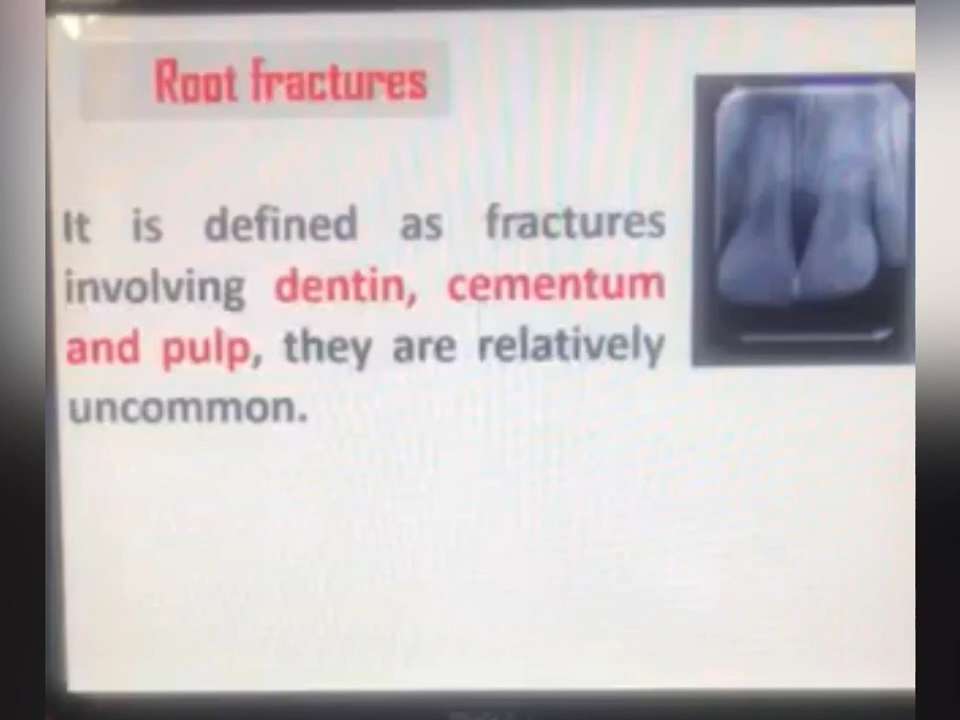 Root fractures
It is defined as fractures
involving dentin, cementum
and pulp, they are relatively
uncommon.